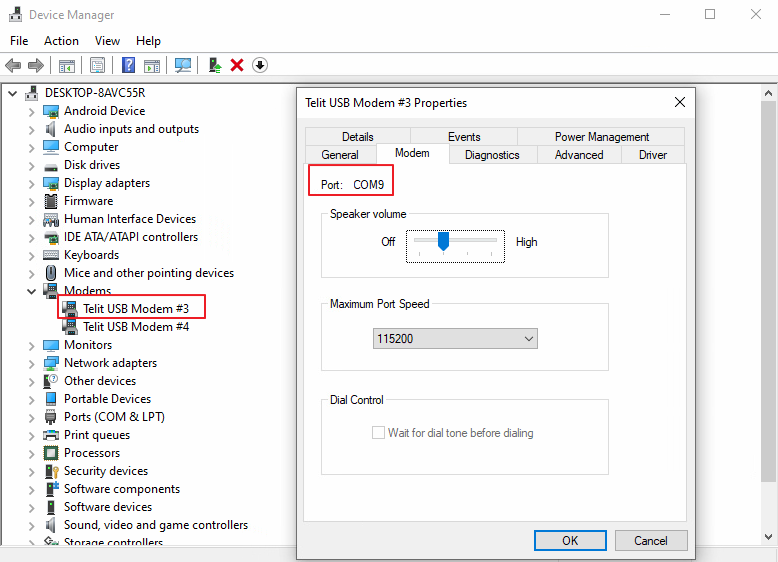 Device Manager
File Action View Help
DESKTOP-8AVC55R
Android Device
Audio inputs and outputs
Computer
Disk drives
Display adapters
Firmware
Human Interface Devices
IDE ATA/ATAPI controllers
Keyboards
Mice and other pointing devices
Modems
Telit USB Modem #3
Telit USB Modem #4
Monitors
Network adapters
Other devices
Portable Devices
Ports (COM & LPT)
Print queues
Processors
Security devices
Software components
Software devices
Sound, video and game controllers
Storage controllers
Telit USB Modem #3 Properties
Details Events Power Management
General Modem Diagnostics Advanced Driver
Port: COM9
Speaker volume
Off High
Maximum Port Speed
115200
Dial Control
Wait for dial tone before dialing
OK Cancel